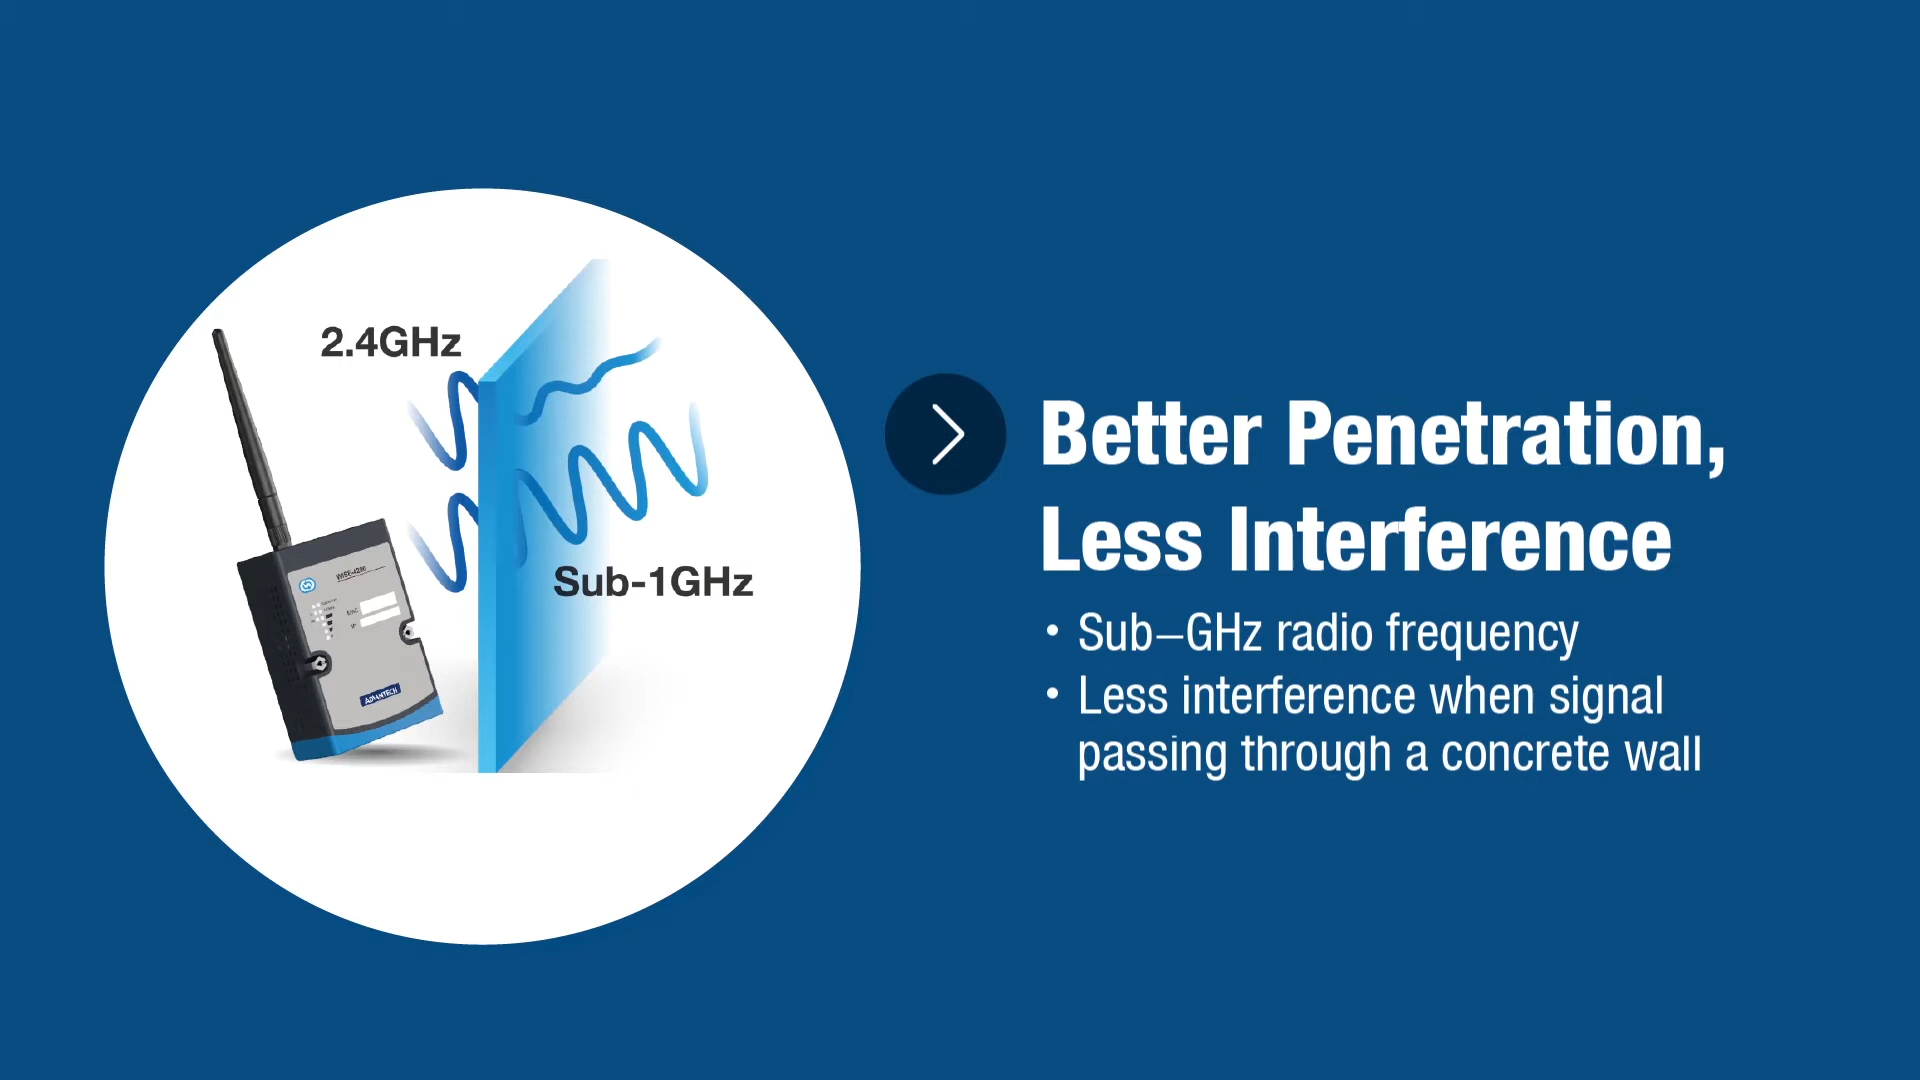 2.4GHz
Sub-1GHz
ADVANTECH
Better Penetration,
Less Interference
• Sub–GHz radio frequency
• Less interference when signal
passing through a concrete wall